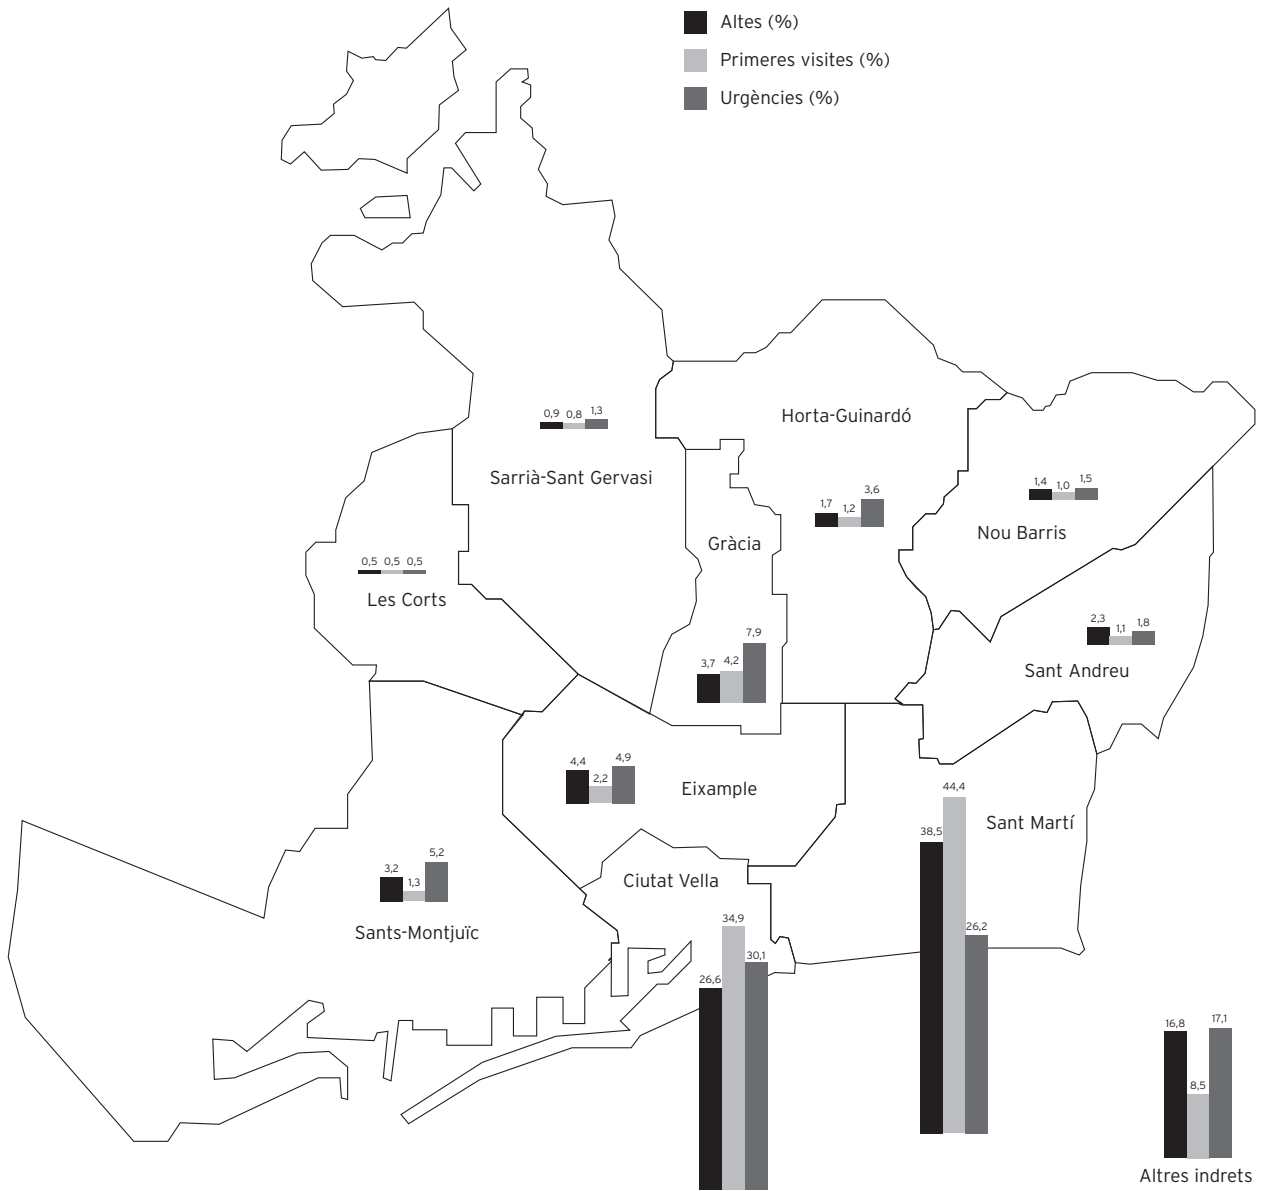 Altes (%)
Primeres visites (%)
Urgències (%)
0,9 0,8 1,3
Sarrià-Sant Gervasi
Horta-Guinardó
1,7 1,2 3,6
1,4 1,0 1,5
Nou Barris
Gràcia
3,7 4,2 7,9
0,5 0,5 0,5
Les Corts
2,3 1,1 1,8
Sant Andreu
4,4 2,2 4,9
Eixample
38,5 44,4 26,2
Sant Martí
3,2 1,3 5,2
Sants-Montjuïc
Ciutat Vella
26,6 34,9 30,1
16,8 8,5 17,1
Altres indrets